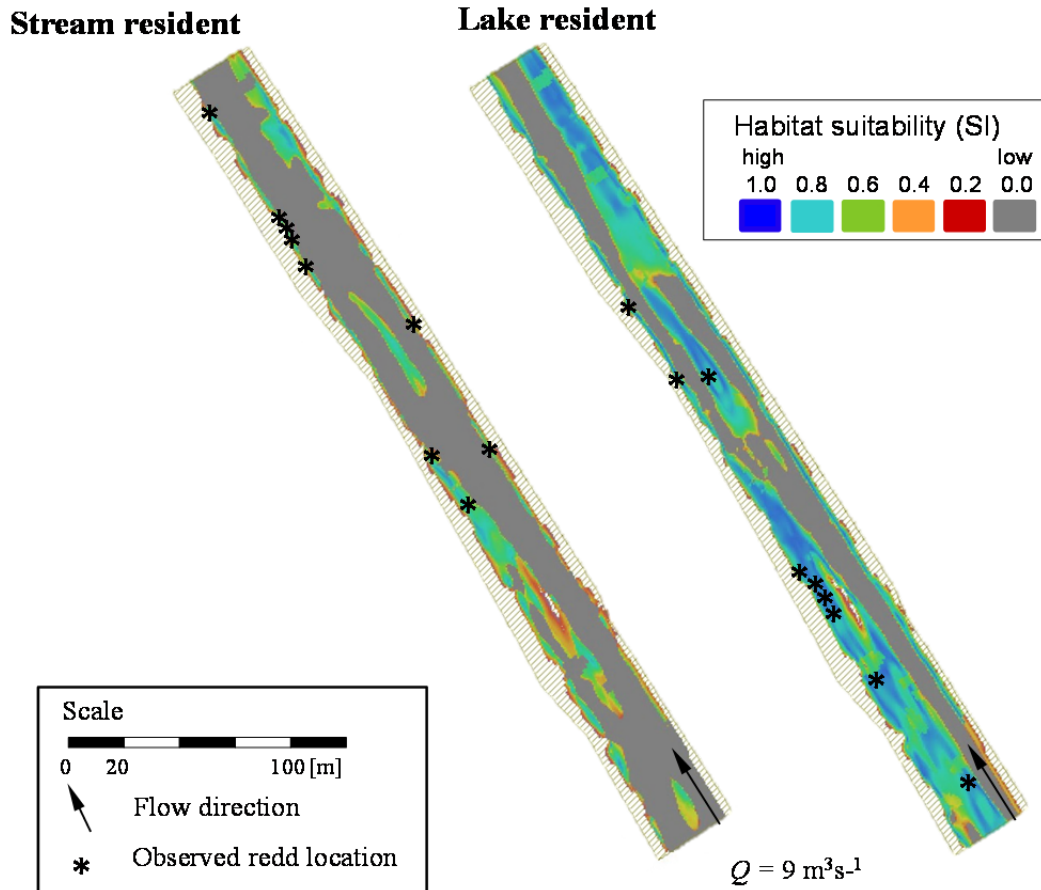 Stream resident
Lake resident
Habitat suitability (SI)
high low
1.0 0.8 0.6 0.4 0.2 0.0
Scale
0 20 100 [m]
Flow direction
* Observed redd location
Q = 9 m³s-¹